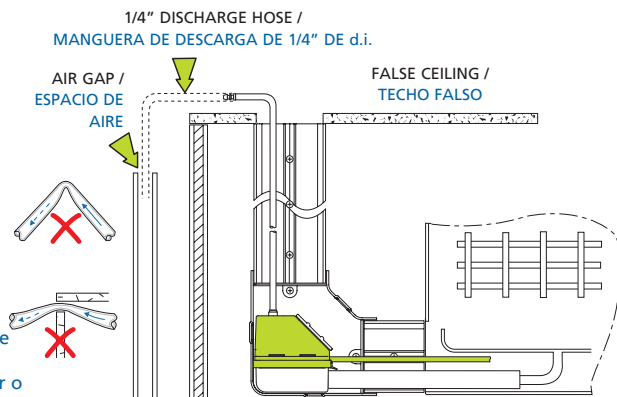 1/4” DISCHARGE HOSE /
MANGUERA DE DESCARGA DE 1/4” DE d.i.
AIR GAP /
ESPACIO DE
AIRE
FALSE CEILING /
TECHO FALSO
e
r o